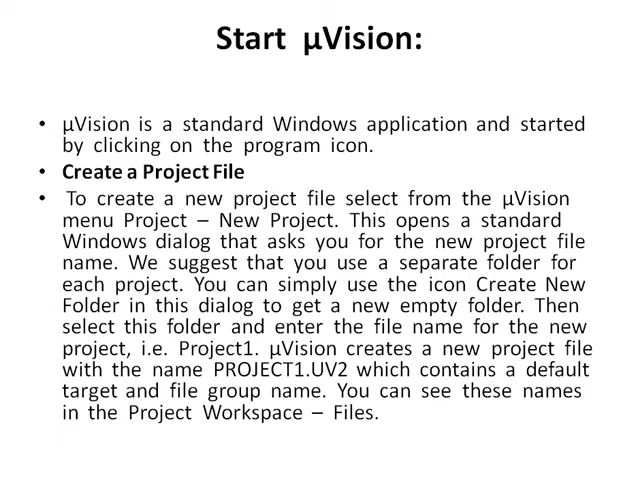 Start µVision:
• µVision is a standard Windows application and started
by clicking on the program icon.
• Create a Project File
• To create a new project file select from the µVision
menu Project – New Project. This opens a standard
Windows dialog that asks you for the new project file
name. We suggest that you use a separate folder for
each project. You can simply use the icon Create New
Folder in this dialog to get a new empty folder. Then
select this folder and enter the file name for the new
project, i.e. Project1. µVision creates a new project file
with the name PROJECT1.UV2 which contains a default
target and file group name. You can see these names
in the Project Workspace – Files.